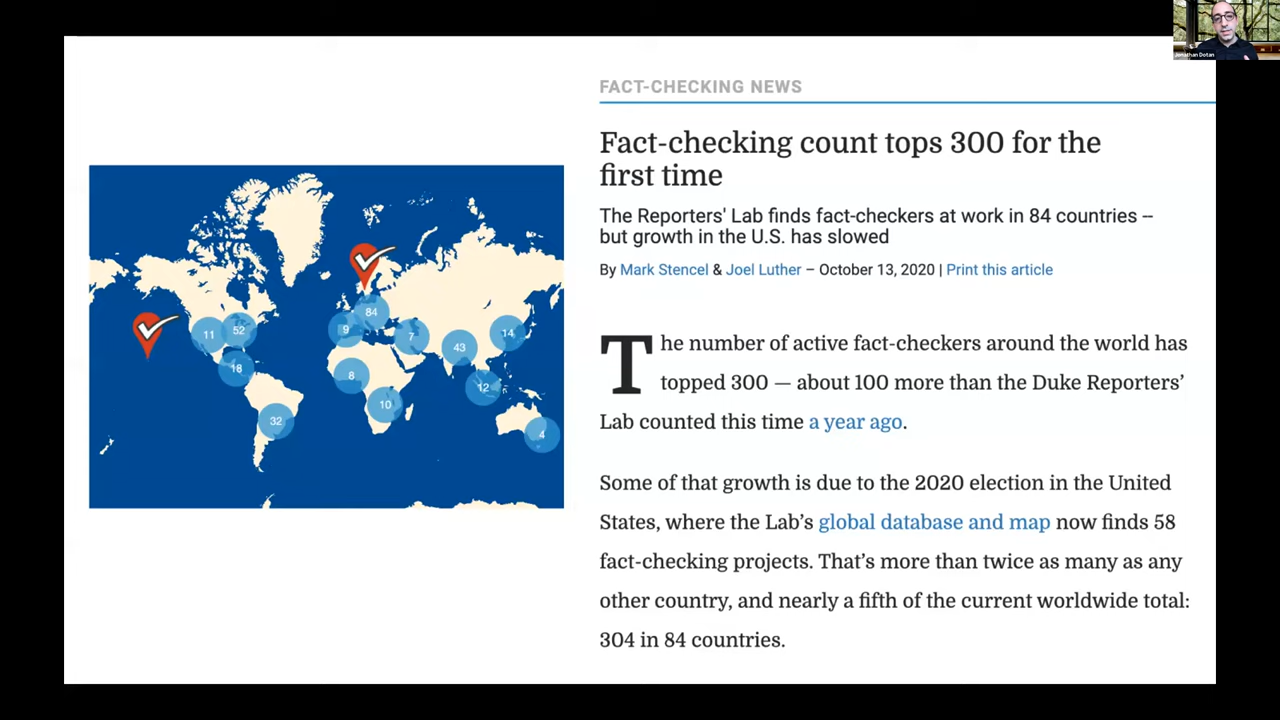 Jonathan Dotan
FACT-CHECKING NEWS
Fact-checking count tops 300 for the
first time
The Reporters' Lab finds fact-checkers at work in 84 countries –
but growth in the U.S. has slowed
By Mark Stencel & Joel Luther – October 13, 2020 | Print this article
The number of active fact-checkers around the world has
topped 300 — about 100 more than the Duke Reporters’
Lab counted this time a year ago.
Some of that growth is due to the 2020 election in the United
States, where the Lab’s global database and map now finds 58
fact-checking projects. That’s more than twice as many as any
other country, and nearly a fifth of the current worldwide total:
304 in 84 countries.
84
11
52
9
7
14
43
18
8
12
10
32
4